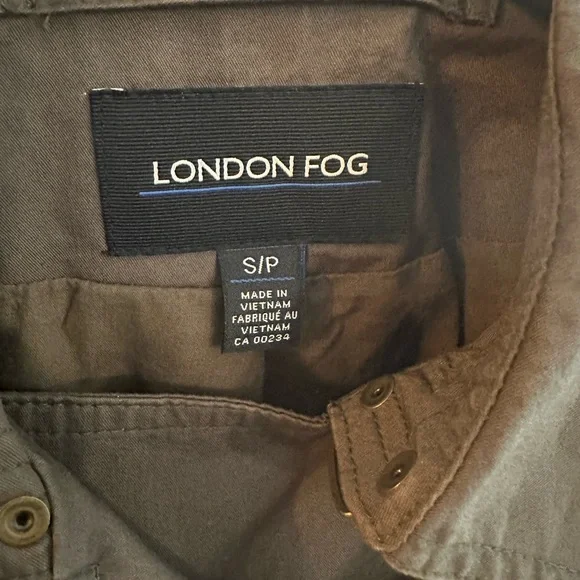 LONDON FOG
S/P
MADE IN
VIETNAM
FABRIQUÉ AU
VIETNAM
CA 00234